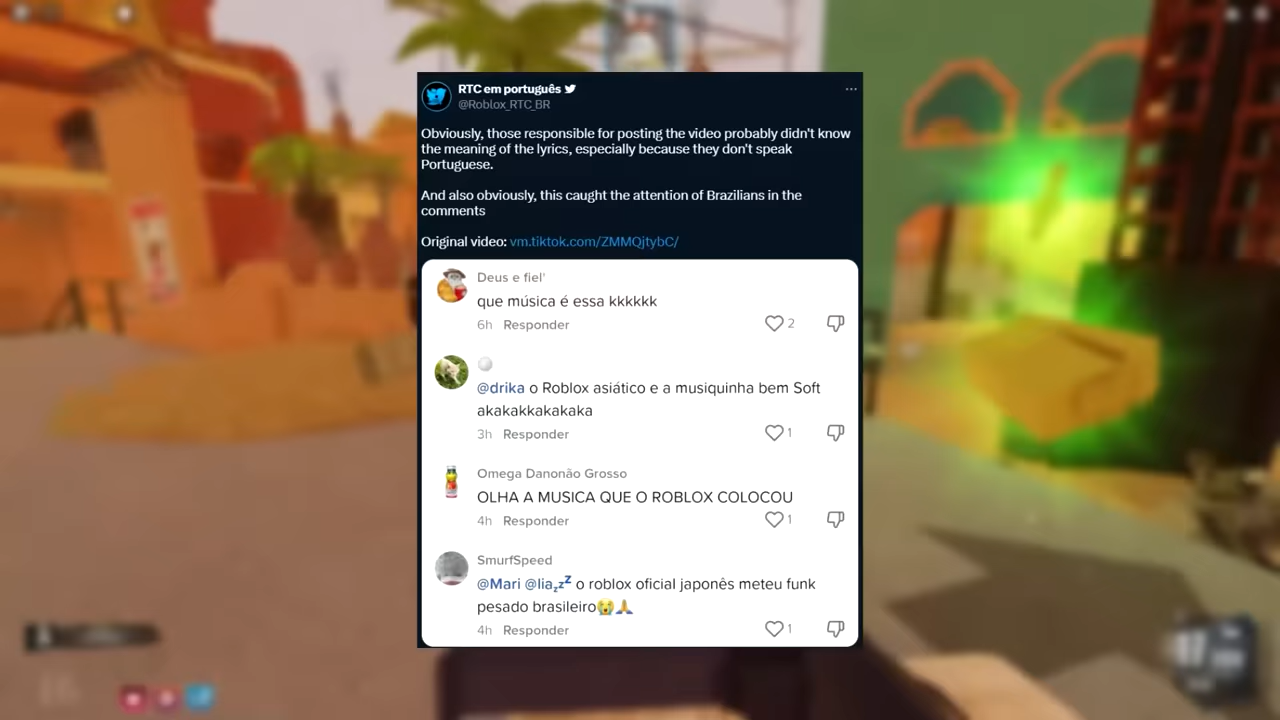 RTC em português
@Roblox_RTC_BR
Obviously, those responsible for posting the video probably didn't know
the meaning of the lyrics, especially because they don't speak
Portuguese.
And also obviously, this caught the attention of Brazilians in the
comments
Original video: vm.tiktok.com/ZMMQjtybC/
Deus e fiel'
que música é essa kkkkkk
6h Responder 2
@drika o Roblox asiático e a musiquinha bem Soft
akakakkakakaka
3h Responder 1
Omega Danonão Grosso
OLHA A MUSICA QUE O ROBLOX COLOCOU
4h Responder 1
SmurfSpeed
@Mari @lia,zZ o roblox oficial japonês meteu funk
pesado brasileiro😭🙏
4h Responder 1